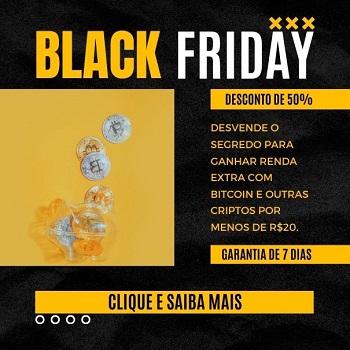 BLACK FRIDAY
DESCONTO DE 50%
DESVENDE O
SEGREDO PARA
GANHAR RENDA
EXTRA COM
BITCOIN E OUTRAS
CRIPTOS POR
MENOS DE R$20.
GARANTIA DE 7 DIAS
CLIQUE E SAIBA MAIS